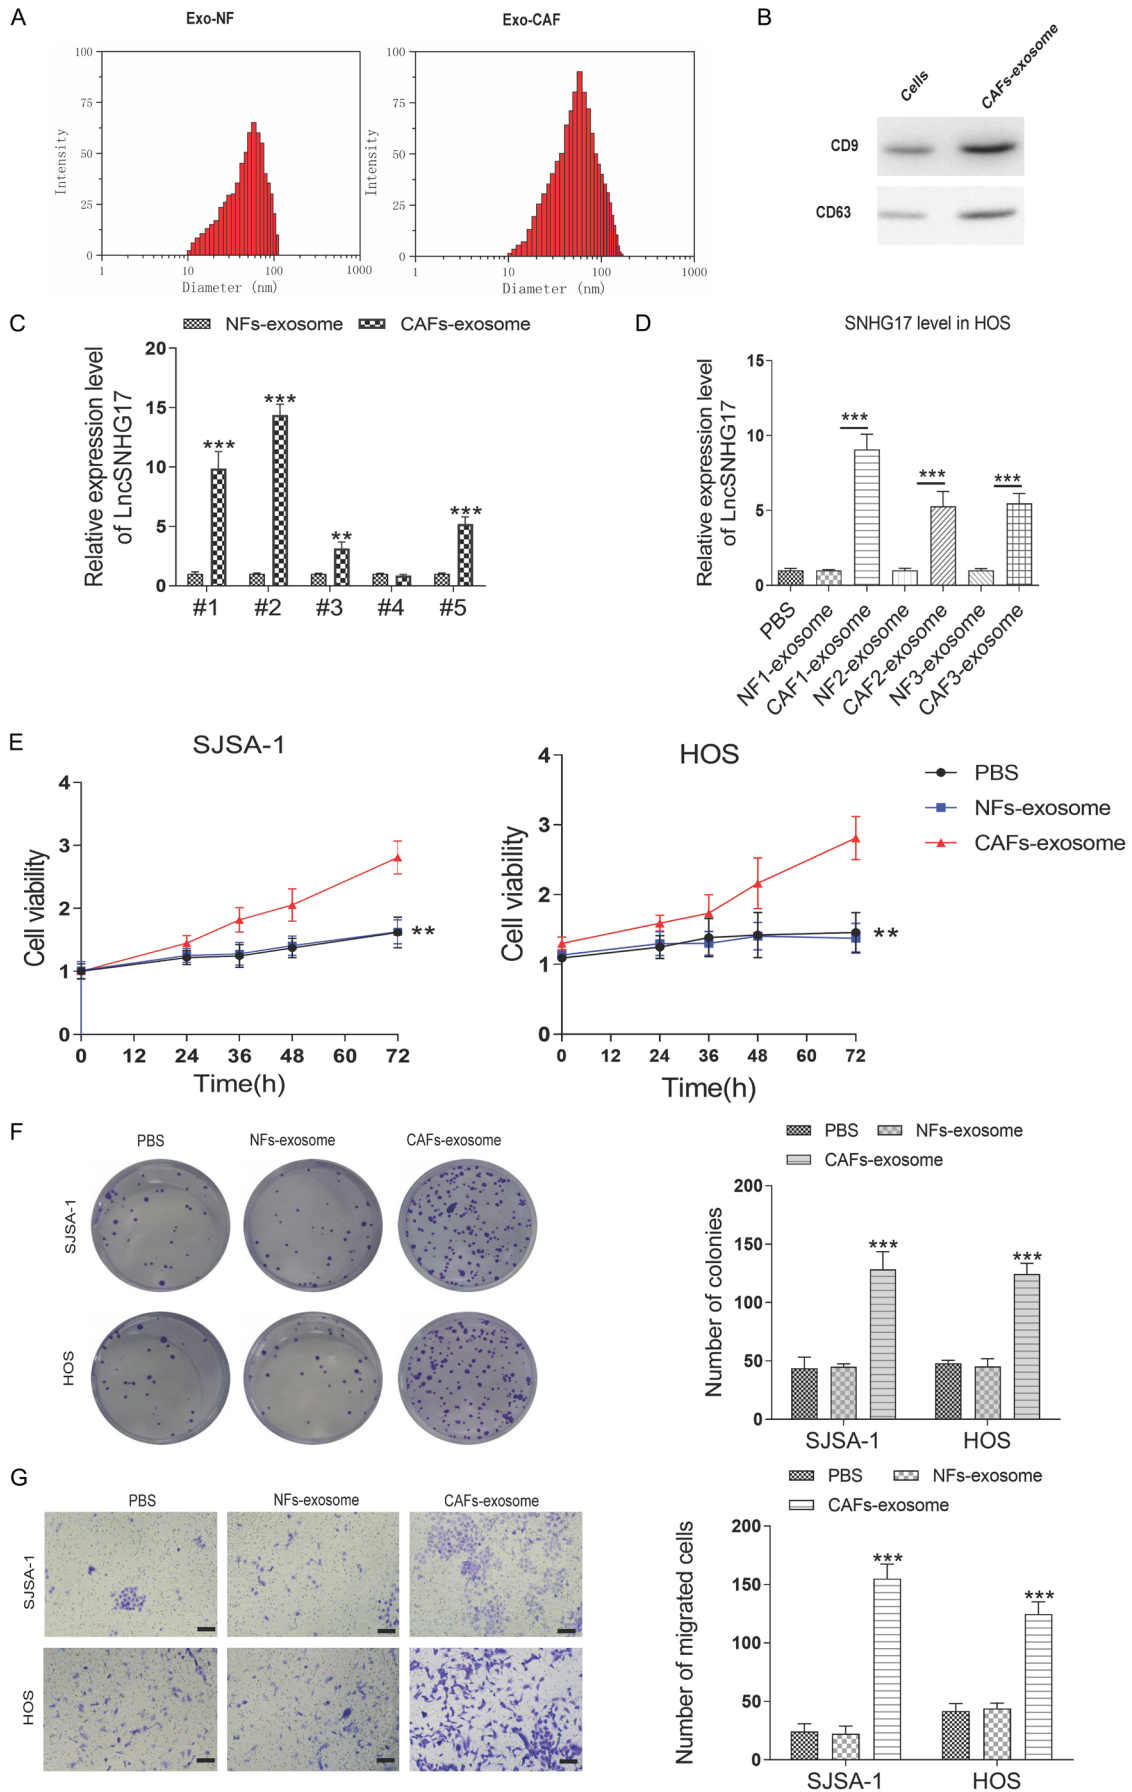 A
Exo-NF
Exo-CAF
100
75
50
25
0
Intensity
1
10
100
1000
Diameter (nm)
100
75
50
25
0
Intensity
1
10
100
1000
Diameter (nm)
B
Cells
CAFs-exosome
CD9
CD63
C
NFs-exosome
CAFs-exosome
Relative expression level
of LncSNHG17
20
15
10
5
0
***
***
**
***
#1
#2
#3
#4
#5
D
SNHG17 level in HOS
Relative expression level
of LncSNHG17
15
10
5
0
***
***
***
PBS
NF1-exosome
CAF1-exosome
NF2-exosome
CAF2-exosome
NF3-exosome
CAF3-exosome
E
SJSA-1
Cell viability
4
3
2
1
0
**
0
12
24
36
48
60
72
Time(h)
HOS
Cell viability
4
3
2
1
0
**
0
12
24
36
48
60
72
Time(h)
PBS
NFs-exosome
CAFs-exosome
F
PBS
NFs-exosome
CAFs-exosome
SJSA-1
HOS
PBS
NFs-exosome
CAFs-exosome
Number of colonies
200
150
100
50
0
***
***
SJSA-1
HOS
G
PBS
NFs-exosome
CAFs-exosome
SJSA-1
HOS
PBS
NFs-exosome
CAFs-exosome
Number of migrated cells
200
150
100
50
0
***
***
SJSA-1
HOS